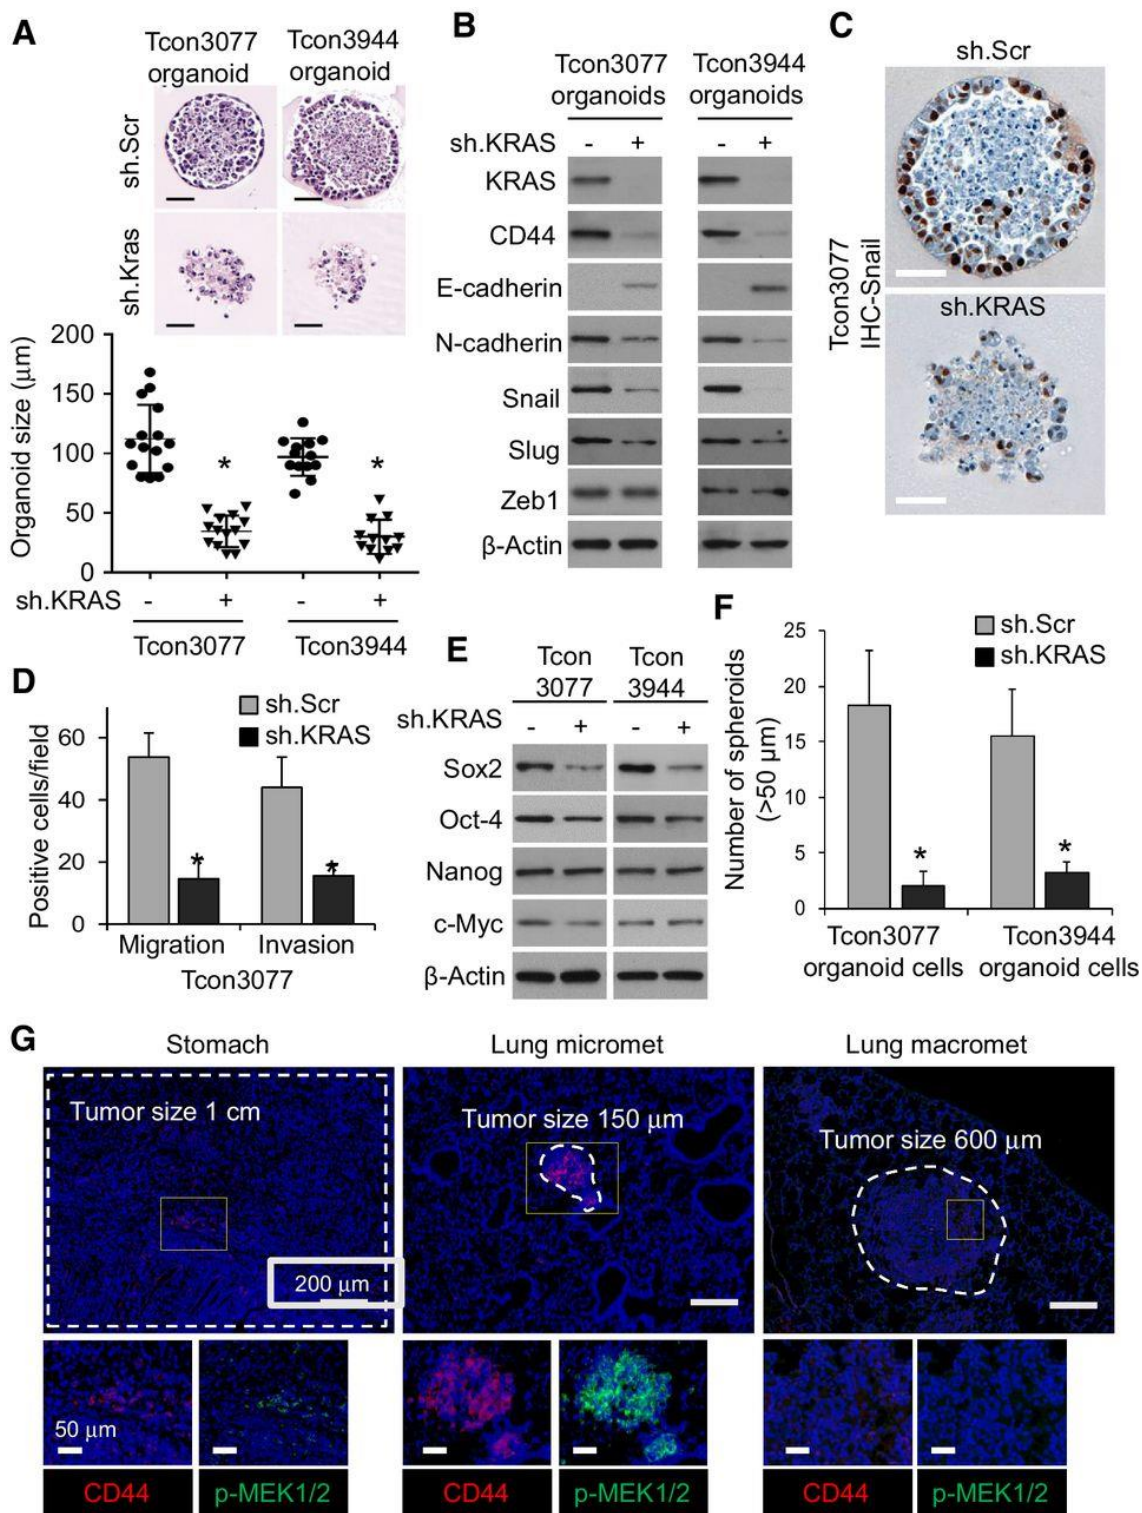 A
Tcon3077 organoid
Tcon3944 organoid
sh.Scr
sh.Kras
Organoid size (μm)
200
150
100
50
0
*
*
sh.KRAS - + - +
Tcon3077 Tcon3944
B
Tcon3077 organoids
Tcon3944 organoids
sh.KRAS - + - +
KRAS
CD44
E-cadherin
N-cadherin
Snail
Slug
Zeb1
β-Actin
C
sh.Scr
Tcon3077
IHC-Snail
sh.KRAS
D
sh.Scr
sh.KRAS
Positive cells/field
60
40
20
0
*
*
Migration Invasion
Tcon3077
E
Tcon 3077
Tcon 3944
sh.KRAS - + - +
Sox2
Oct-4
Nanog
c-Myc
β-Actin
F
sh.Scr
sh.KRAS
Number of spheroids
(>50 μm)
25
20
15
10
5
0
*
*
Tcon3077 organoid cells
Tcon3944 organoid cells
G
Stomach
Lung micromet
Lung macromet
Tumor size 1 cm
Tumor size 150 μm
Tumor size 600 μm
200 μm
50 μm
CD44
p-MEK1/2
CD44
p-MEK1/2
CD44
p-MEK1/2